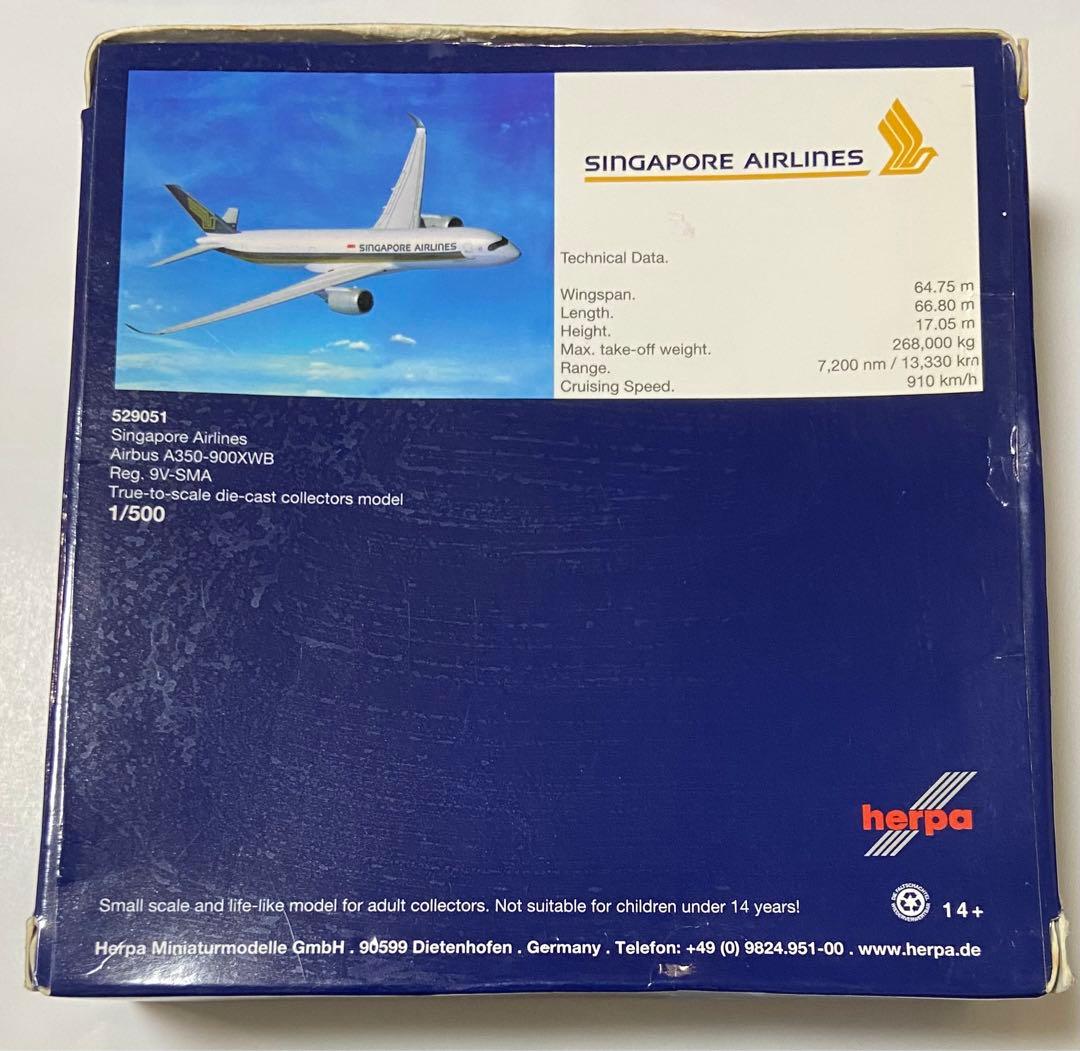 SINGAPORE AIRLINES
SINGAPORE AIRLINES
Technical Data.
Wingspan. 64.75 m
Length. 66.80 m
Height. 17.05 m
Max. take-off weight. 268,000 kg
Range. 7,200 nm / 13,330 km
Cruising Speed. 910 km/h
529051
Singapore Airlines
Airbus A350-900XWB
Reg. 9V-SMA
True-to-scale die-cast collectors model
1/500
herpa
Small scale and life-like model for adult collectors. Not suitable for children under 14 years!
14+
Herpa Miniaturmodelle GmbH . 90599 Dietenhofen . Germany . Telefon: +49 (0) 9824.951-00 . www.herpa.de